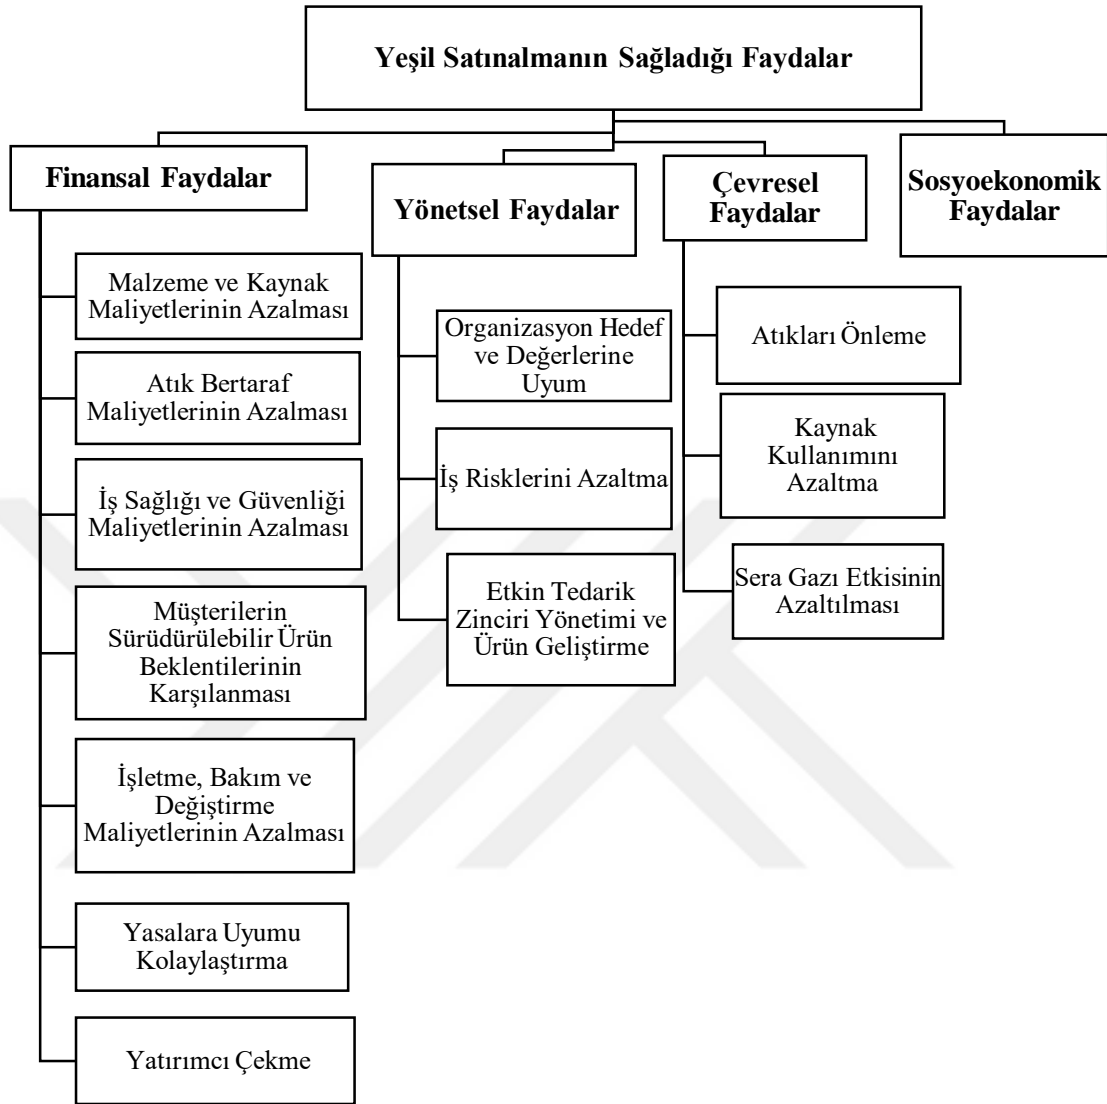 Yeşil Satınalmanın Sağladığı Faydalar
Finansal Faydalar
Malzeme ve Kaynak
Maliyetlerinin Azalması
Atık Bertaraf
Maliyetlerinin Azalması
İş Sağlığı ve Güvenliği
Maliyetlerinin Azalması
Müşterilerin
Sürüdürülebilir Ürün
Beklentilerinin
Karşılanması
İşletme, Bakım ve
Değiştirme
Maliyetlerinin Azalması
Yasalara Uyumu
Kolaylaştırma
Yatırımcı Çekme
Yönetsel Faydalar
Organizasyon Hedef
ve Değerlerine
Uyum
İş Risklerini Azaltma
Etkin Tedarik
Zinciri Yönetimi ve
Ürün Geliştirme
Çevresel
Faydalar
Atıkları Önleme
Kaynak
Kullanımını
Azaltma
Sera Gazı Etkisinin
Azaltılması
Sosyoekonomik
Faydalar